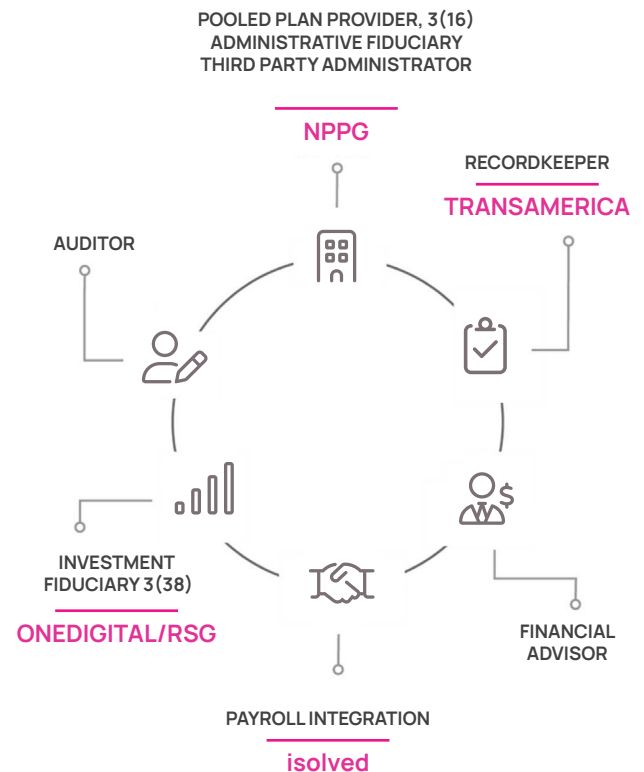 POOLED PLAN PROVIDER, 3(16)
ADMINISTRATIVE FIDUCIARY
THIRD PARTY ADMINISTRATOR
NPPG
RECORDKEEPER
TRANSAMERICA
AUDITOR
$
INVESTMENT
FIDUCIARY 3(38)
ONEDIGITAL/RSG
FINANCIAL
ADVISOR
PAYROLL INTEGRATION
isolved